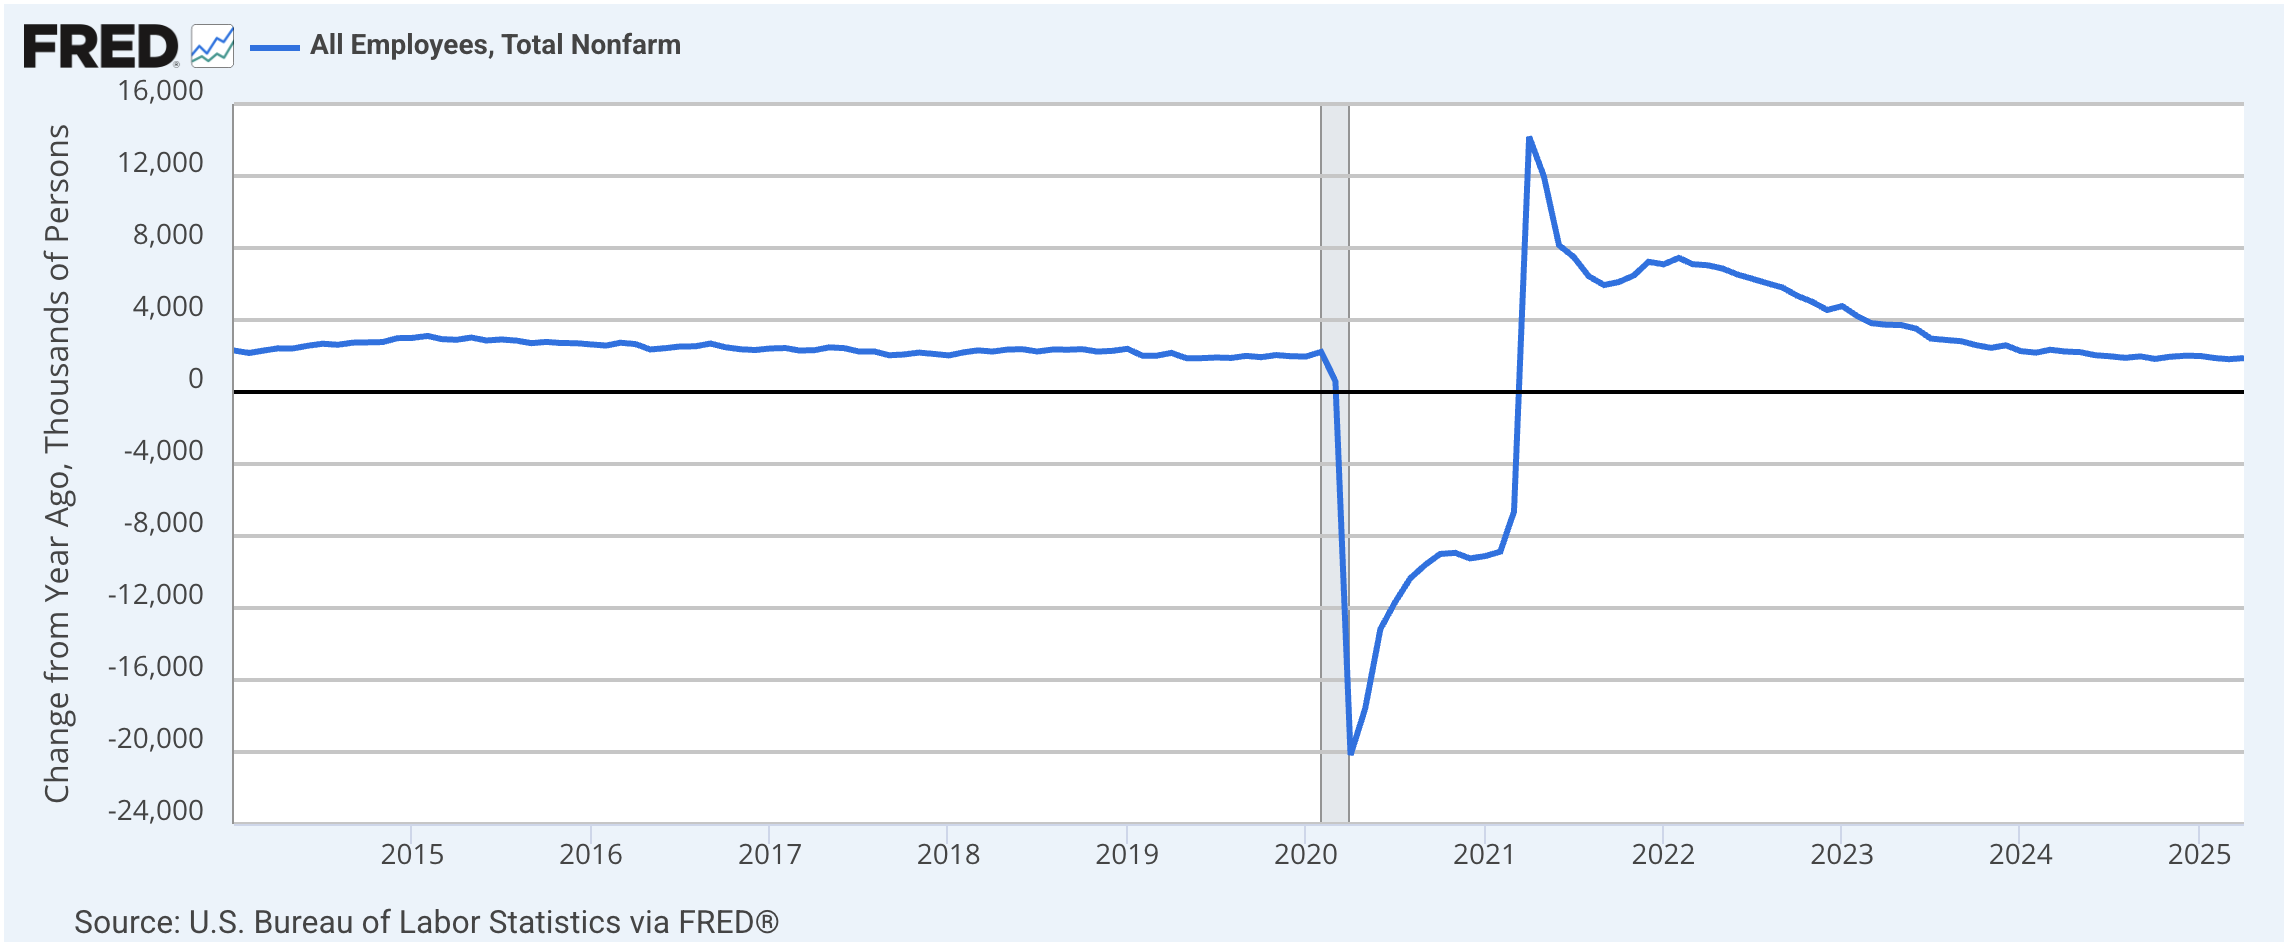 FRED®
All Employees, Total Nonfarm
Change from Year Ago, Thousands of Persons
16,000
12,000
8,000
4,000
0
-4,000
-8,000
-12,000
-16,000
-20,000
-24,000
2015 2016 2017 2018 2019 2020 2021 2022 2023 2024 2025
Source: U.S. Bureau of Labor Statistics via FRED®